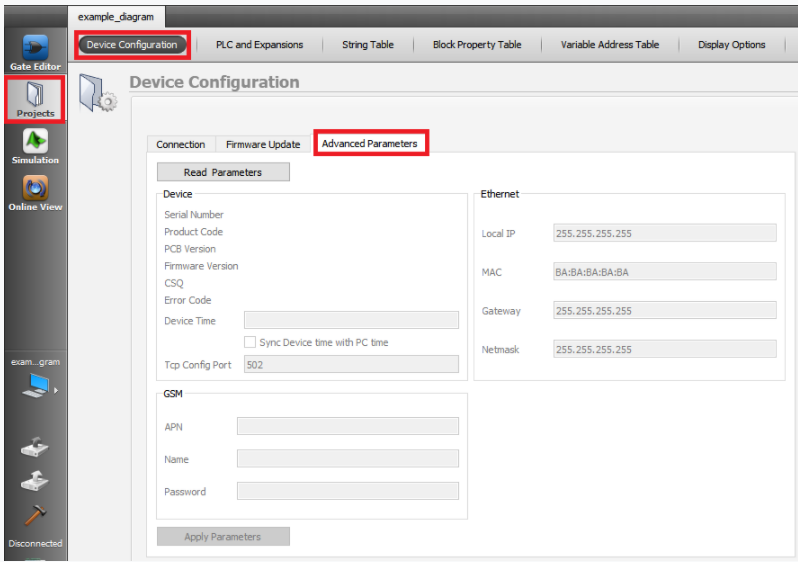 example_diagram
Device Configuration
PLC and Expansions
String Table
Block Property Table
Variable Address Table
Display Options
Gate Editor
Projects
Simulation
Online View
exam...gram
Disconnected
Device Configuration
Connection
Firmware Update
Advanced Parameters
Read Parameters
Device
Serial Number
Product Code
PCB Version
Firmware Version
CSQ
Error Code
Device Time
Sync Device time with PC time
Tcp Config Port 502
GSM
APN
Name
Password
Apply Parameters
Ethernet
Local IP 255.255.255.255
MAC BA:BA:BA:BA:BA
Gateway 255.255.255.255
Netmask 255.255.255.255